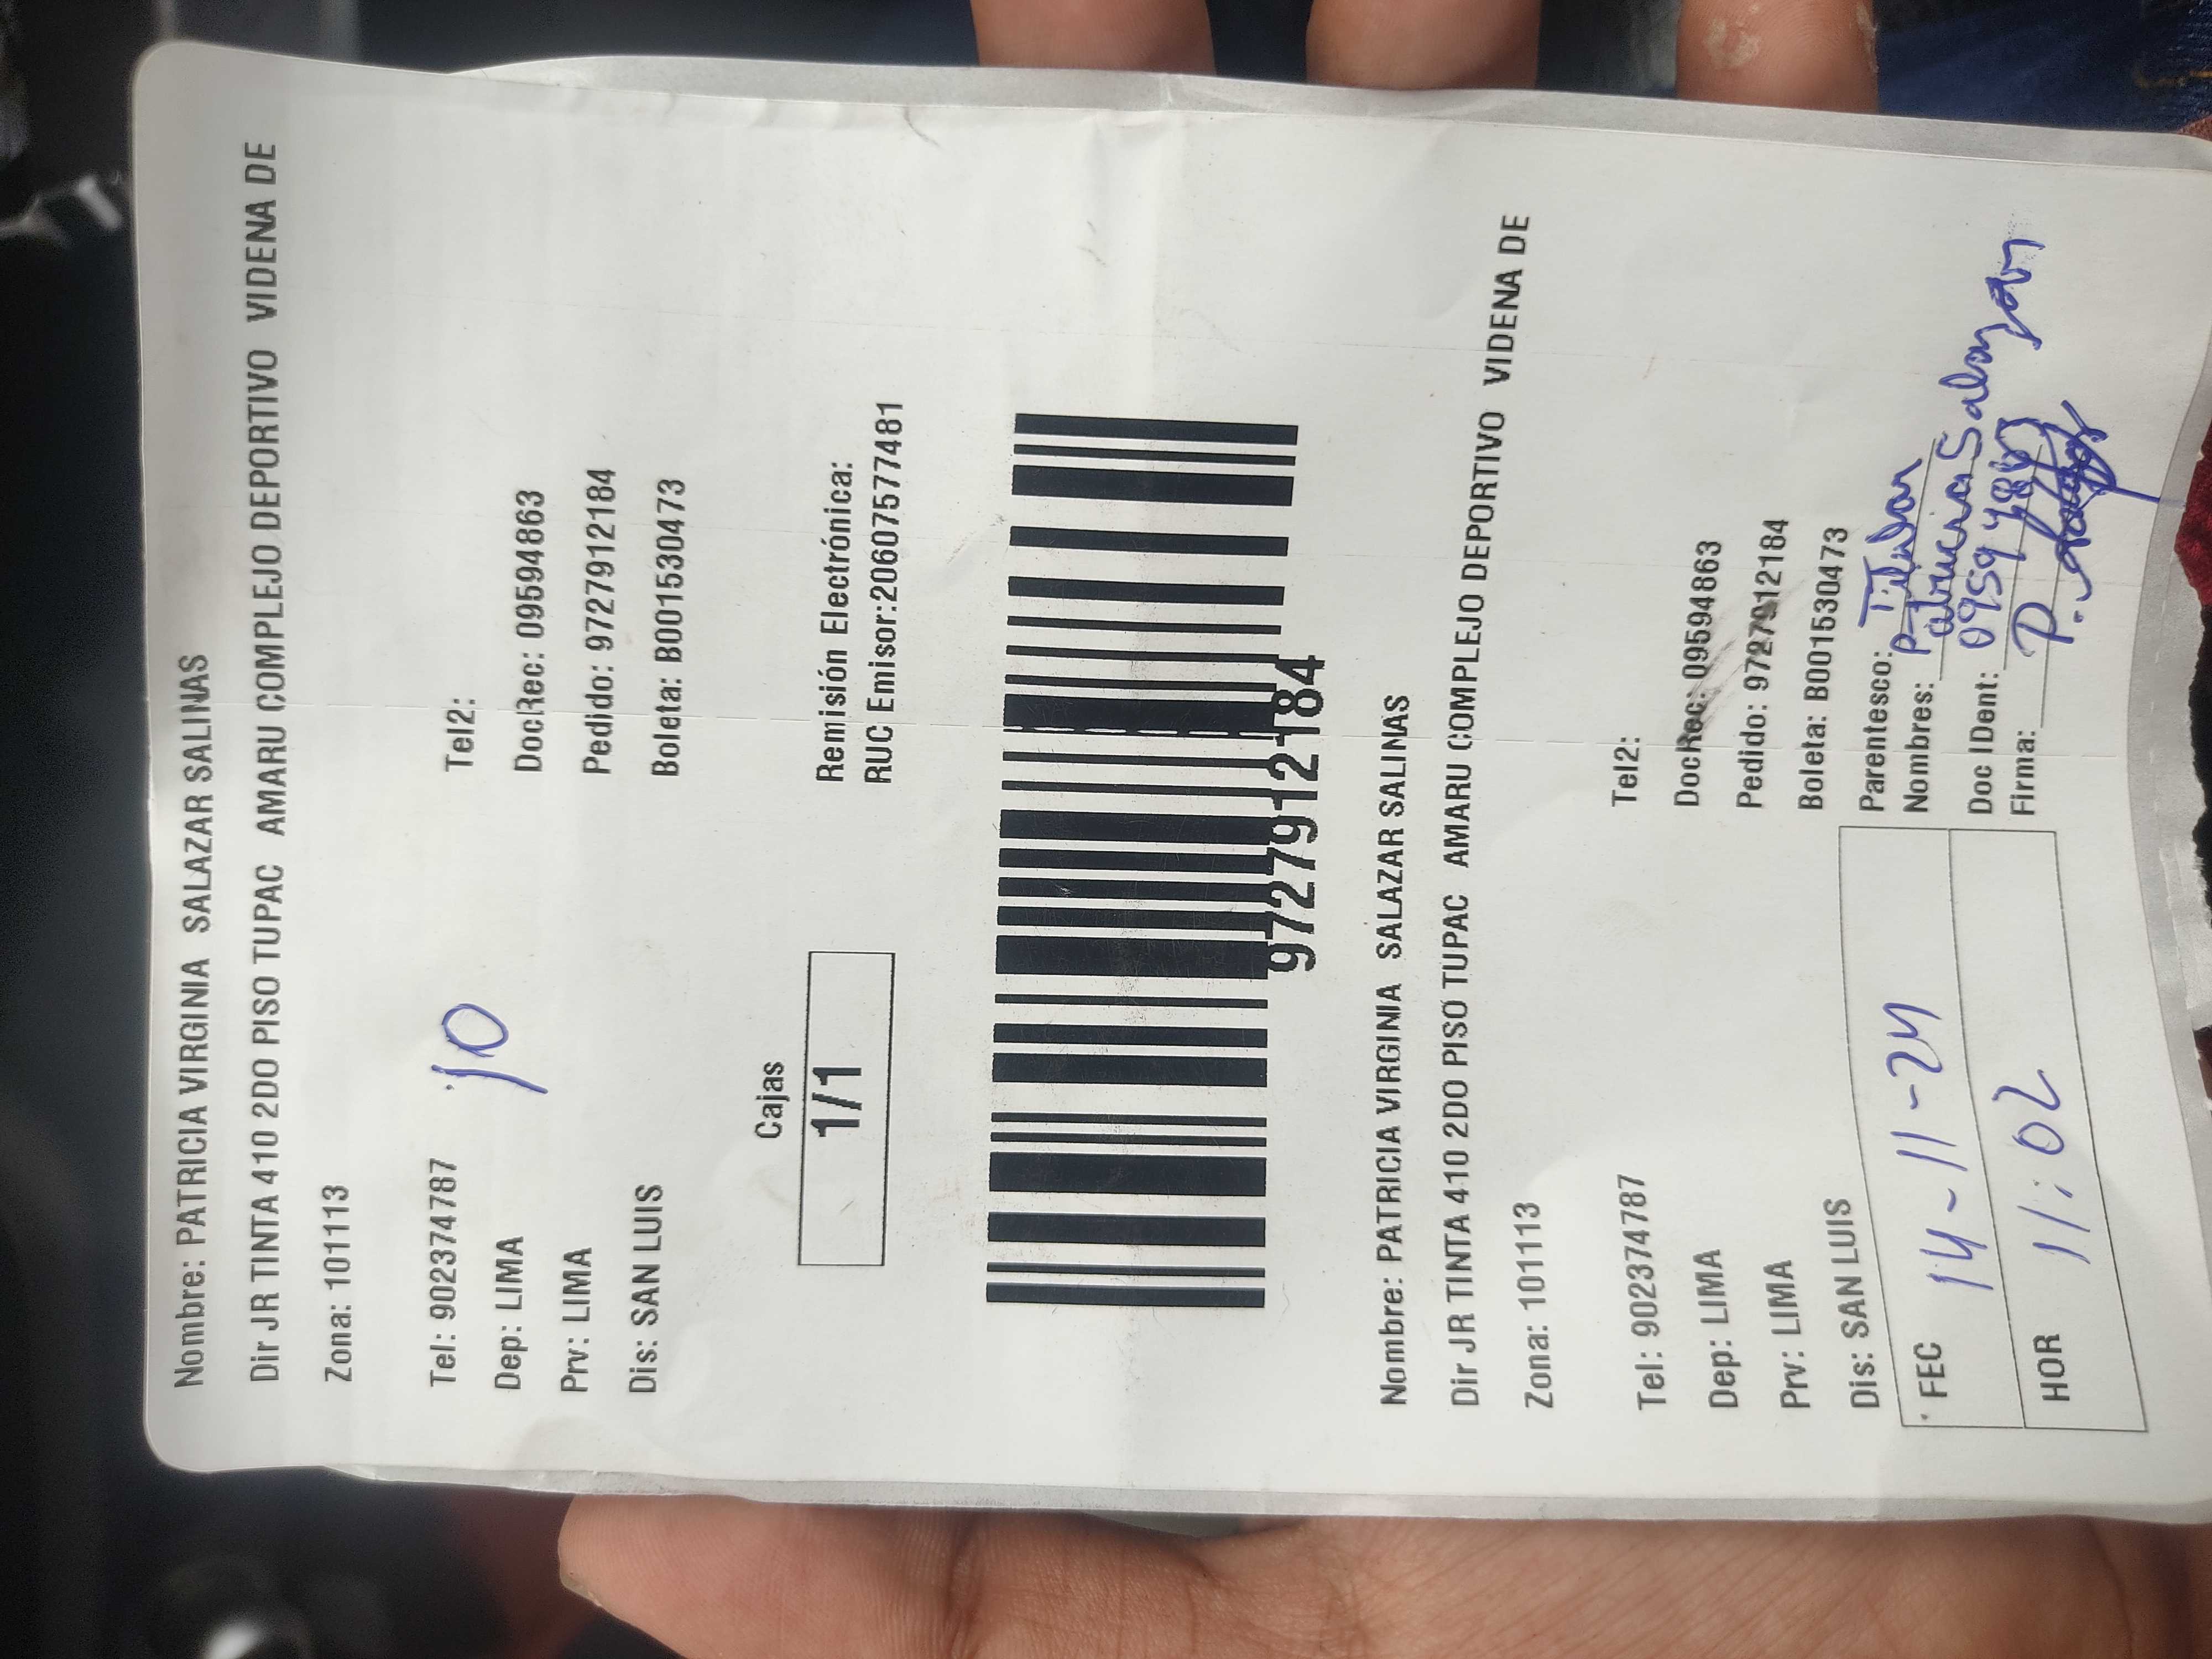 Nombre: PATRICIA VIRGINIA SALAZAR SALINAS
Dir JR TINTA 410 2DO PISO TUPAC AMARU COMPLEJO DEPORTIVO VIDENA DE
Zona: 101113
Tel: 902374787 Tel2:
10
Dep: LIMA DocRec: 09594863
Prv: LIMA Pedido: 9727912184
Dis: SAN LUIS Boleta: B001530473
Cajas
1/1
Remisión Electrónica:
RUC Emisor:20607577481
9727912184
Nombre: PATRICIA VIRGINIA SALAZAR SALINAS
Dir JR TINTA 410 2DO PISO TUPAC AMARU COMPLEJO DEPORTIVO VIDENA DE
Zona: 101113
Tel: 902374787 Tel2:
Dep: LIMA DocRec: 09594863
Prv: LIMA Pedido: 9727912184
Dis: SAN LUIS Boleta: B001530473
FEC 14-11-24
HOR 11:02
Parentesco: Titular
Nombres: Patricia Salazar
Doc IDent: 09594863
Firma: